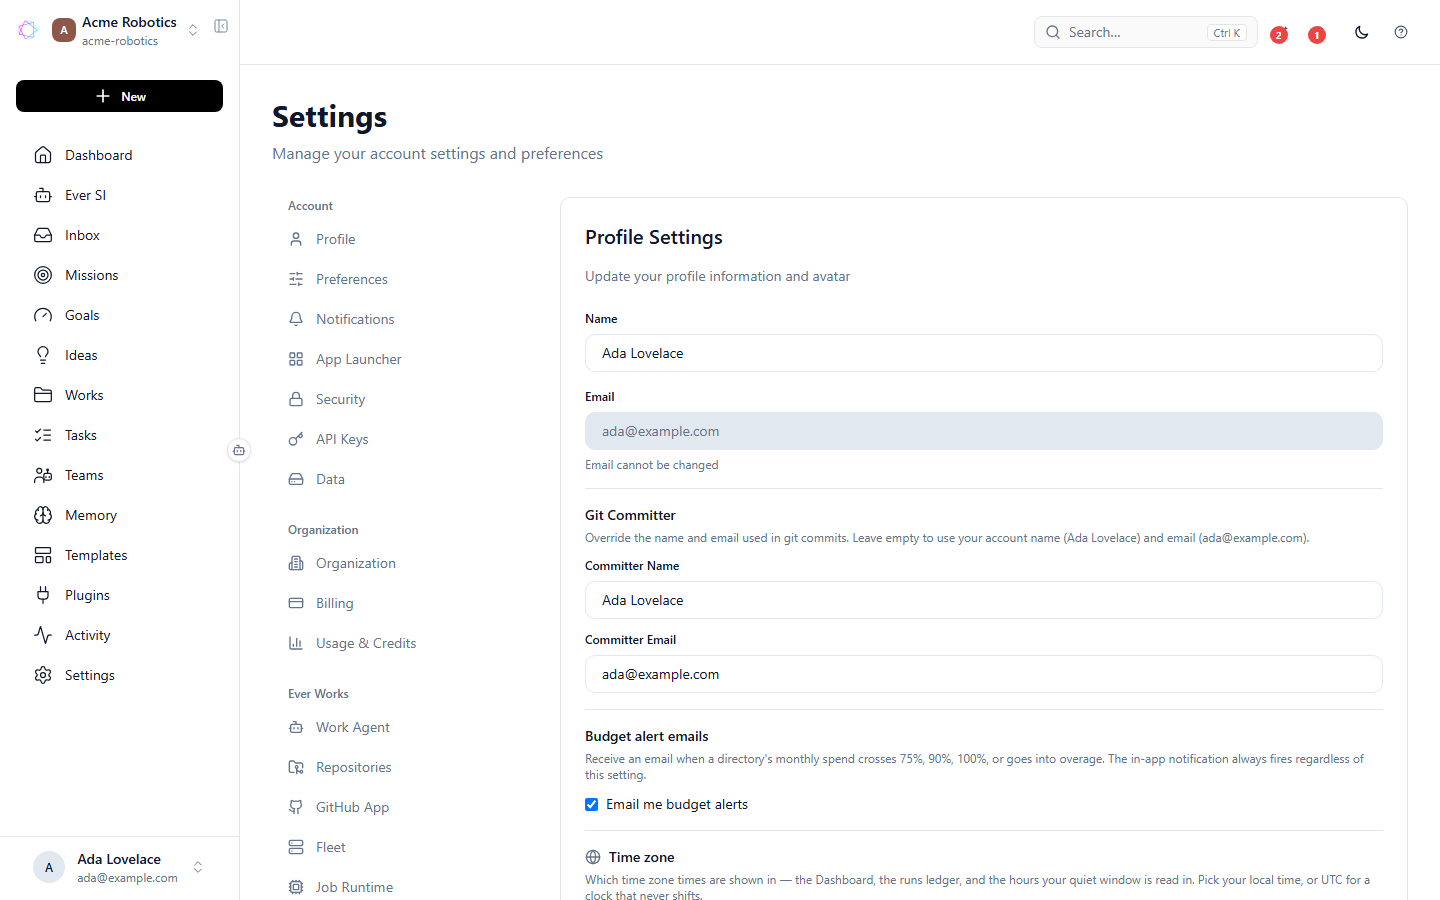 A
Acme Robotics
acme-robotics
Search...
Ctrl K
2
1
New
Dashboard
Ever SI
Inbox
Missions
Goals
Ideas
Works
Tasks
Teams
Memory
Templates
Plugins
Activity
Settings
A
Ada Lovelace
ada@example.com
Settings
Manage your account settings and preferences
Account
Profile
Preferences
Notifications
App Launcher
Security
API Keys
Data
Organization
Organization
Billing
Usage & Credits
Ever Works
Work Agent
Repositories
GitHub App
Fleet
Job Runtime
Profile Settings
Update your profile information and avatar
Name
Ada Lovelace
Email
ada@example.com
Email cannot be changed
Git Committer
Override the name and email used in git commits. Leave empty to use your account name (Ada Lovelace) and email (ada@example.com).
Committer Name
Ada Lovelace
Committer Email
ada@example.com
Budget alert emails
Receive an email when a directory's monthly spend crosses 75%, 90%, 100%, or goes into overage. The in-app notification always fires regardless of
this setting.
Email me budget alerts
Time zone
Which time zone times are shown in — the Dashboard, the runs ledger, and the hours your quiet window is read in. Pick your local time, or UTC for a
clock that never shifts.